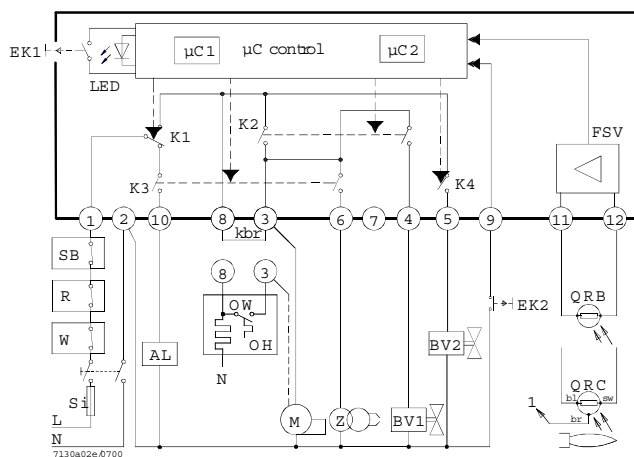 µC1
µC control
µC2
EK1
LED
FSV
K1
K2
K3
K4
1
2
10
8
3
6
7
4
5
9
11
12
kbr
SB
R
W
Si
L
N
AL
8
3
OW
OH
N
M
Z
BV1
BV2
EK2
QRB
QRC
bl
sw
br
1
7130a02e/0700